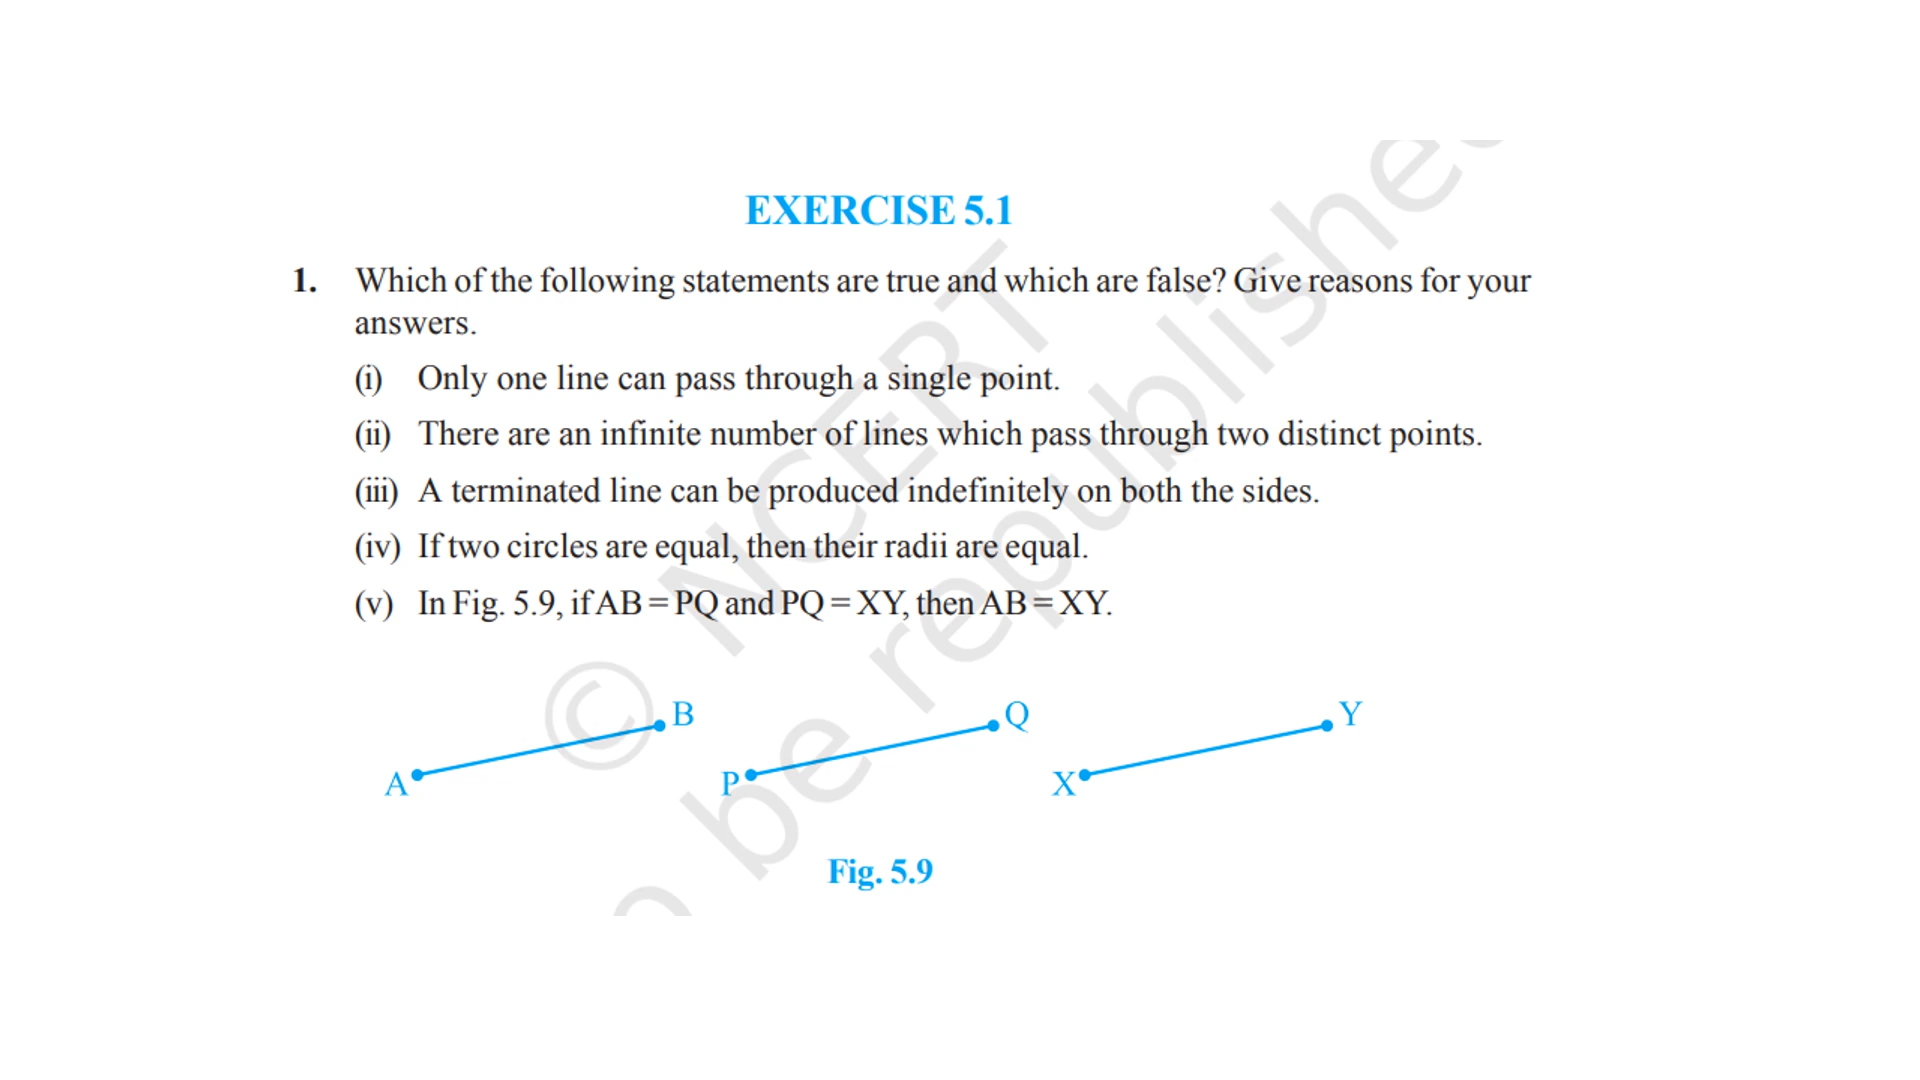 EXERCISE 5.1
1. Which of the following statements are true and which are false? Give reasons for your
answers.
(i) Only one line can pass through a single point.
(ii) There are an infinite number of lines which pass through two distinct points.
(iii) A terminated line can be produced indefinitely on both the sides.
(iv) If two circles are equal, then their radii are equal.
(v) In Fig. 5.9, if AB = PQ and PQ = XY, then AB = XY.
B Q Y
A P X
Fig. 5.9
© NCERT
be republished